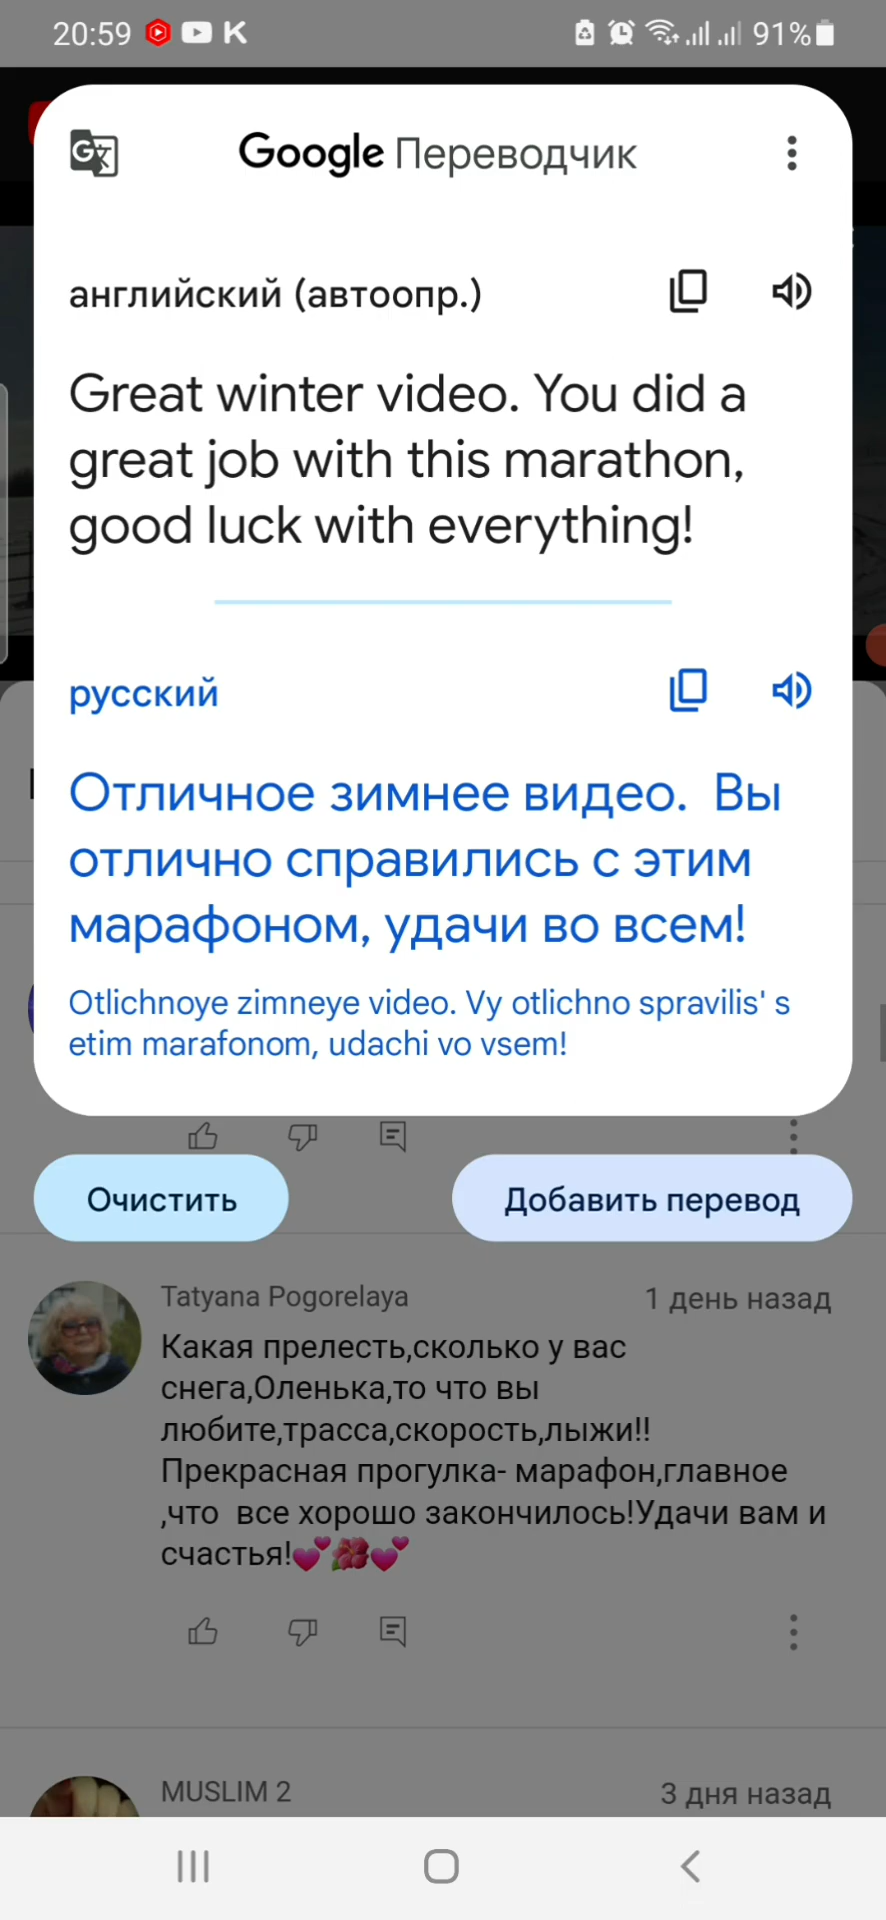 20:59
91%
Google Переводчик
английский (автоопр.)
Great winter video. You did a
great job with this marathon,
good luck with everything!
русский
Отличное зимнее видео.  Вы
отлично справились с этим
марафоном, удачи во всем!
Otlichnoye zimneye video. Vy otlichno spravilis' s
etim marafonom, udachi vo vsem!
Очистить
Добавить перевод
Tatyana Pogorelaya
1 день назад
Какая прелесть,сколько у вас
снега,Оленька,то что вы
любите,трасса,скорость,лыжи!!
Прекрасная прогулка- марафон,главное
,что  все хорошо закончилось!Удачи вам и
счастья!💕🌺💕
MUSLIM 2
3 дня назад